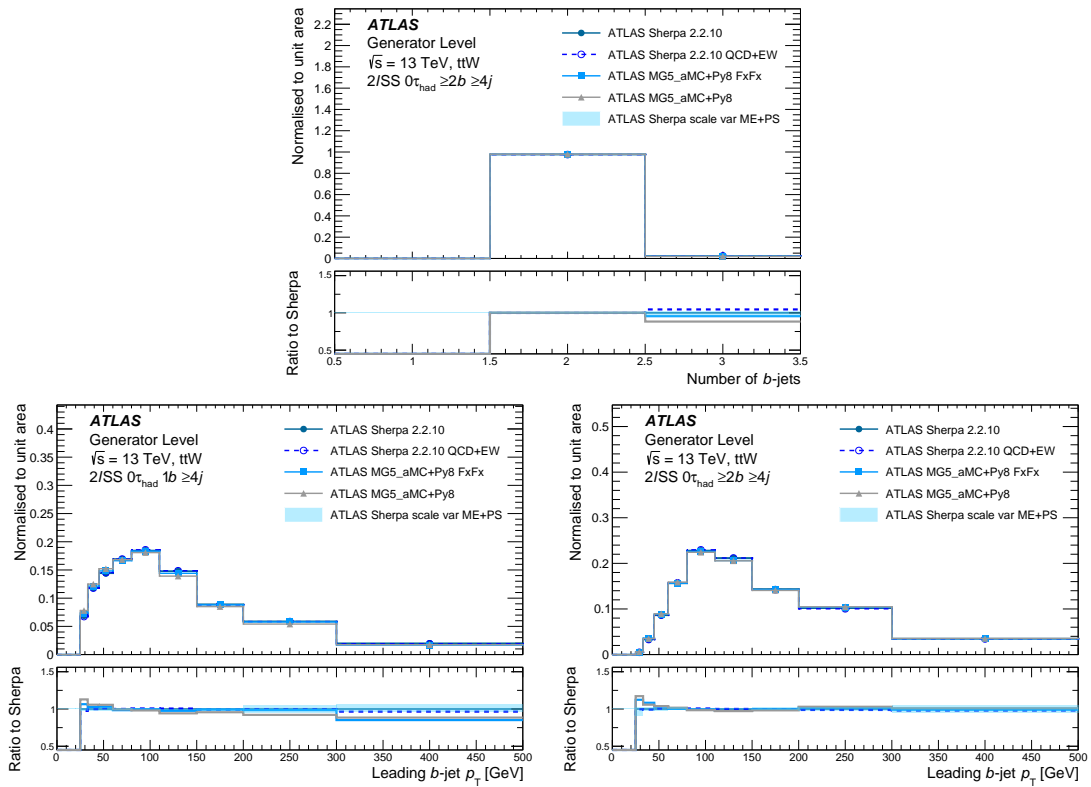 ATLAS
Generator Level
√s = 13 TeV, ttW
2lSS 0τhad ≥2b ≥4j
ATLAS Sherpa 2.2.10
ATLAS Sherpa 2.2.10 QCD+EW
ATLAS MG5_aMC+Py8 FxFx
ATLAS MG5_aMC+Py8
ATLAS Sherpa scale var ME+PS
Normalised to unit area
2.2
2
1.8
1.6
1.4
1.2
1
0.8
0.6
0.4
0.2
0
Ratio to Sherpa
1.5
1
0.5
0.5 1 1.5 2 2.5 3 3.5
Number of b-jets
ATLAS
Generator Level
√s = 13 TeV, ttW
2lSS 0τhad 1b ≥4j
ATLAS Sherpa 2.2.10
ATLAS Sherpa 2.2.10 QCD+EW
ATLAS MG5_aMC+Py8 FxFx
ATLAS MG5_aMC+Py8
ATLAS Sherpa scale var ME+PS
Normalised to unit area
0.4
0.35
0.3
0.25
0.2
0.15
0.1
0.05
0
Ratio to Sherpa
1.5
1
0.5
0 50 100 150 200 250 300 350 400 450 500
Leading b-jet pT [GeV]
ATLAS
Generator Level
√s = 13 TeV, ttW
2lSS 0τhad ≥2b ≥4j
ATLAS Sherpa 2.2.10
ATLAS Sherpa 2.2.10 QCD+EW
ATLAS MG5_aMC+Py8 FxFx
ATLAS MG5_aMC+Py8
ATLAS Sherpa scale var ME+PS
Normalised to unit area
0.5
0.4
0.3
0.2
0.1
0
Ratio to Sherpa
1.5
1
0.5
0 50 100 150 200 250 300 350 400 450 500
Leading b-jet pT [GeV]